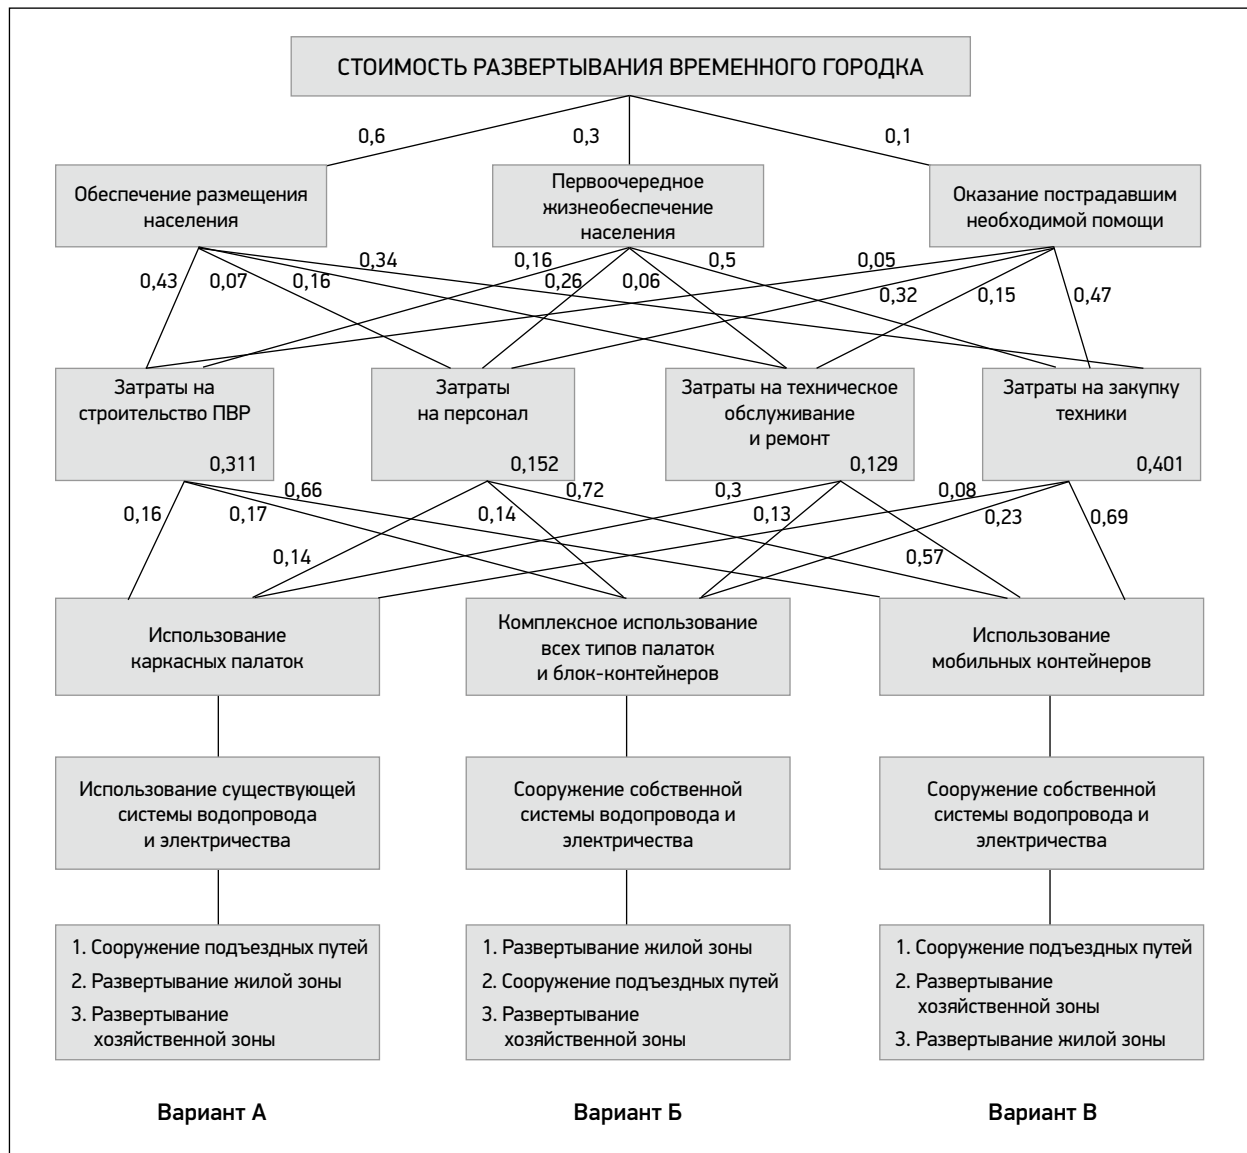 СТОИМОСТЬ РАЗВЕРТЫВАНИЯ ВРЕМЕННОГО ГОРОДКА
0,6
0,3
0,1
Обеспечение размещения
населения
Первоочередное
жизнеобеспечение
населения
Оказание пострадавшим
необходимой помощи
0,43
0,07
0,16
0,34
0,16
0,26
0,06
0,5
0,05
0,32
0,15
0,47
Затраты на
строительство ПВР
0,311
Затраты
на персонал
0,152
Затраты на техническое
обслуживание
и ремонт
0,129
Затраты на закупку
техники
0,401
0,16
0,17
0,66
0,14
0,14
0,72
0,3
0,13
0,57
0,08
0,23
0,69
Использование
каркасных палаток
Комплексное использование
всех типов палаток
и блок-контейнеров
Использование
мобильных контейнеров
Использование существующей
системы водопровода
и электричества
Сооружение собственной
системы водопровода и
электричества
Сооружение собственной
системы водопровода и
электричества
1. Сооружение подъездных путей
2. Развертывание жилой зоны
3. Развертывание
хозяйственной зоны
1. Развертывание жилой зоны
2. Сооружение подъездных путей
3. Развертывание
хозяйственной зоны
1. Сооружение подъездных путей
2. Развертывание
хозяйственной зоны
3. Развертывание жилой зоны
Вариант А
Вариант Б
Вариант В